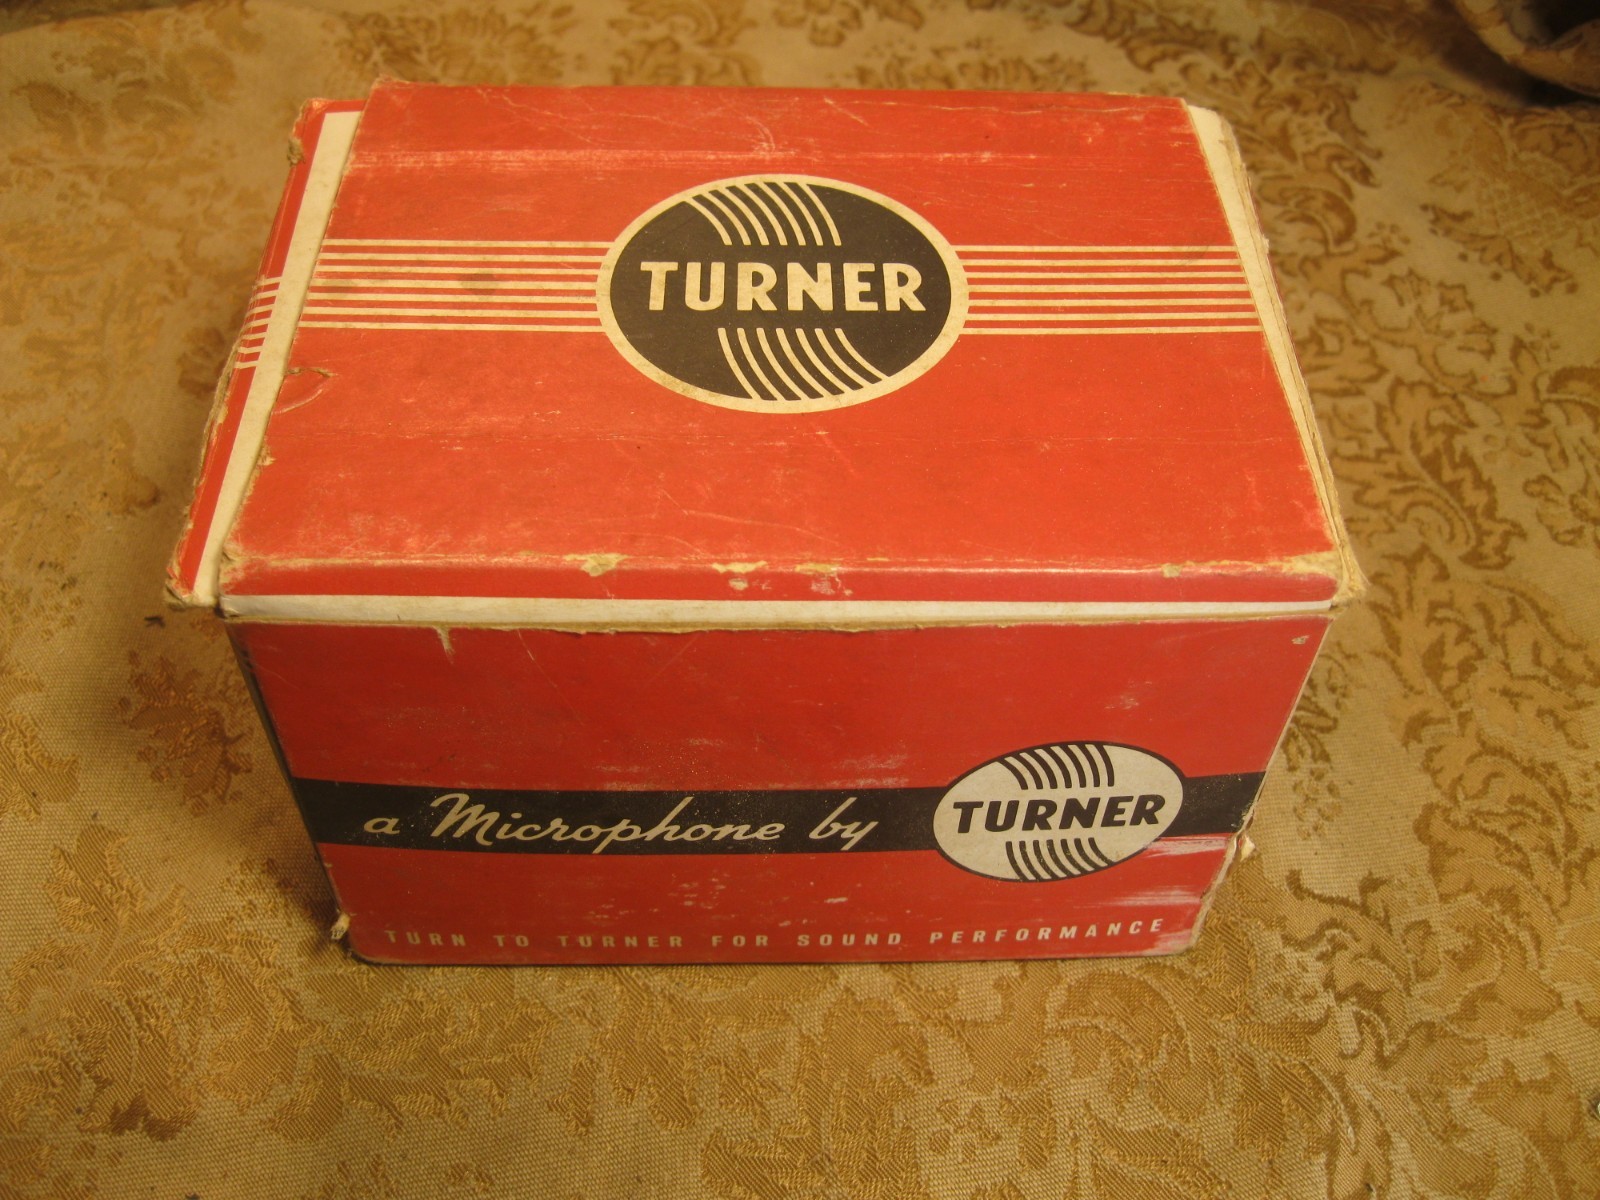 TURNER
a Microphone by TURNER
TURN TO TURNER FOR SOUND PERFORMANCE